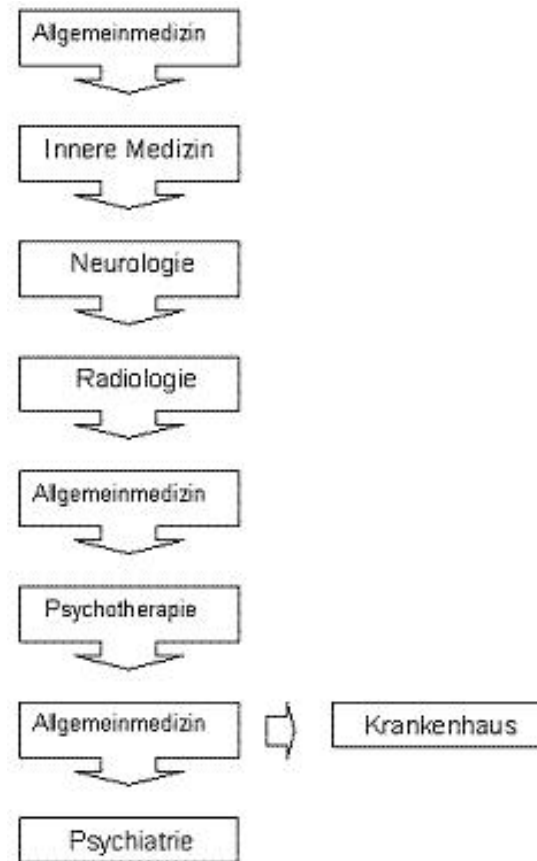 Allgemeinmedizin
Innere Medizin
Neurologie
Radiologie
Allgemeinmedizin
Psychotherapie
Allgemeinmedizin
Krankenhaus
Psychiatrie